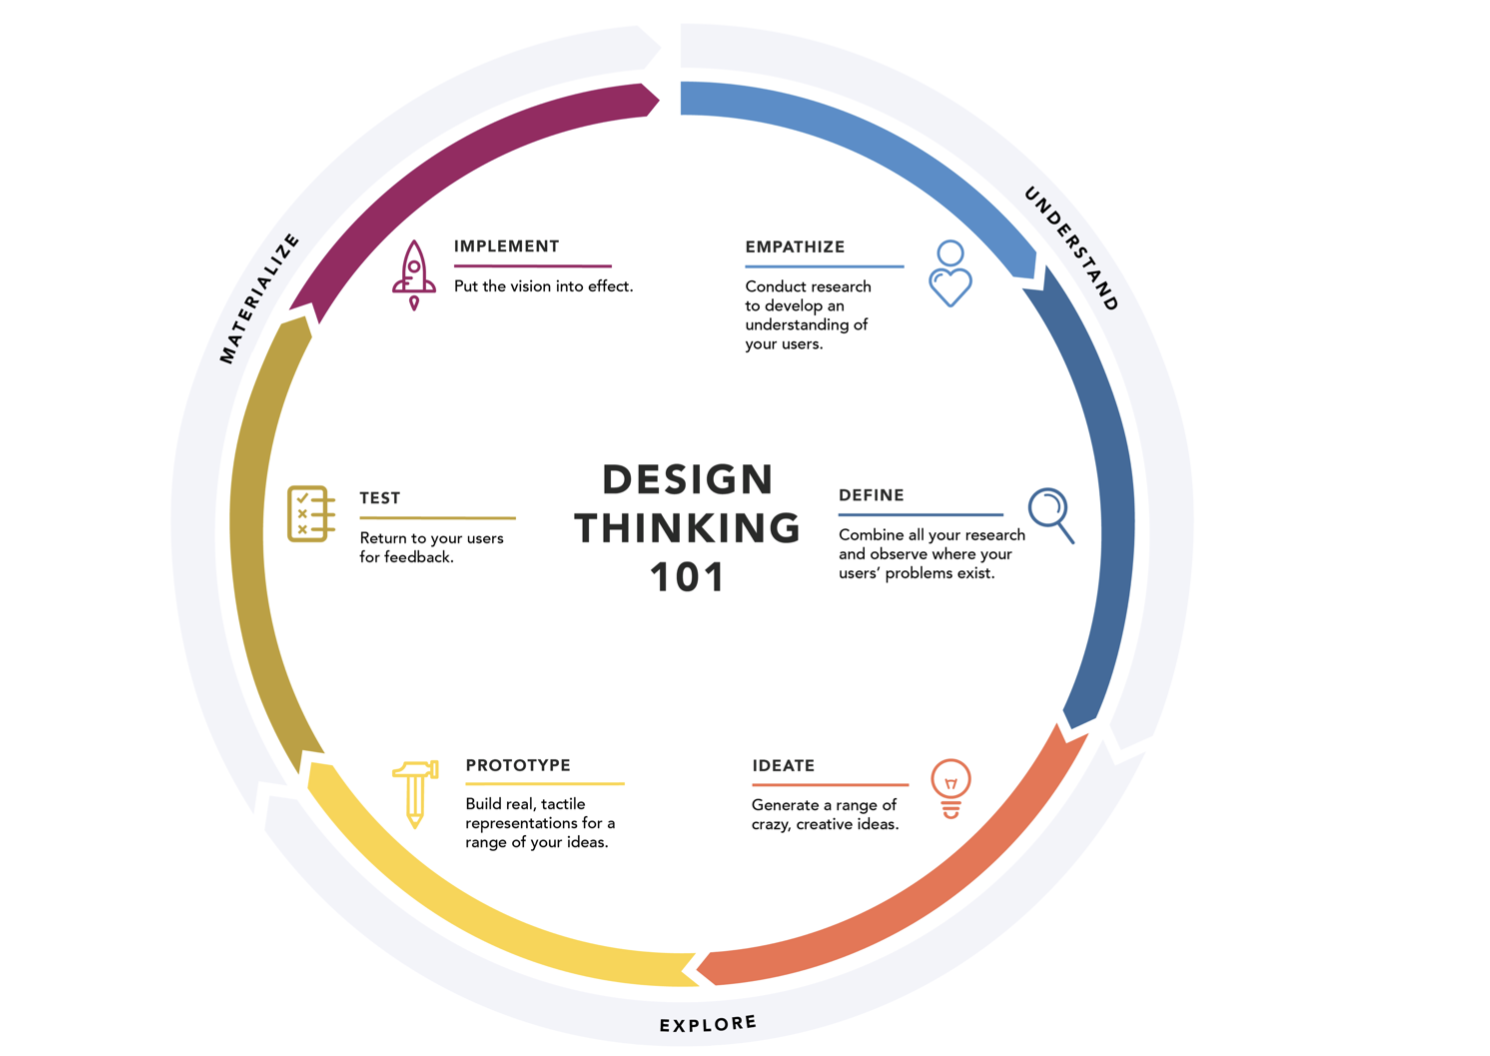 DESIGN
THINKING
101
UNDERSTAND
EMPATHIZE
Conduct research
to develop an
understanding of
your users.
DEFINE
Combine all your research
and observe where your
users’ problems exist.
EXPLORE
IDEATE
Generate a range of
crazy, creative ideas.
PROTOTYPE
Build real, tactile
representations for a
range of your ideas.
MATERIALIZE
TEST
Return to your users
for feedback.
IMPLEMENT
Put the vision into effect.